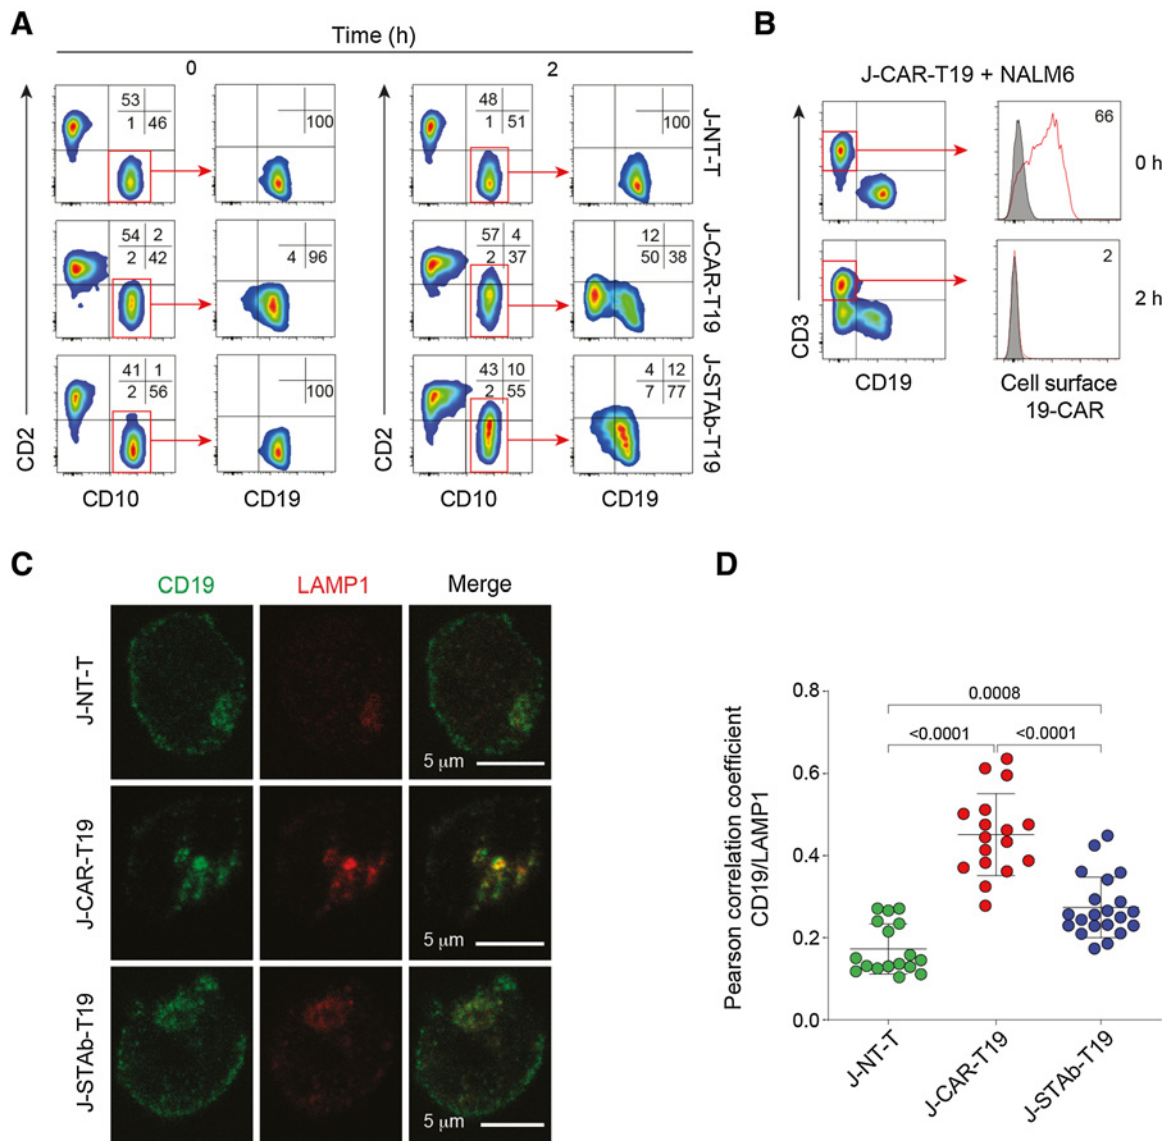 A
Time (h)
0
2
53
1 46
100
48
1 51
100
J-NT-T
54 2
2 42
4 96
57 4
2 37
12
50 38
J-CAR-T19
41 1
2 56
100
43 10
2 55
4 12
7 77
J-STAb-T19
CD2
CD2
CD10
CD19
CD10
CD19
B
J-CAR-T19 + NALM6
66
0 h
2
2 h
CD3
CD19
Cell surface
19-CAR
C
CD19
LAMP1
Merge
J-NT-T
5 μm
J-CAR-T19
5 μm
J-STAb-T19
5 μm
D
Pearson correlation coefficient
CD19/LAMP1
0.8
0.6
0.4
0.2
0.0
0.0008
<0.0001
<0.0001
J-NT-T
J-CAR-T19
J-STAb-T19